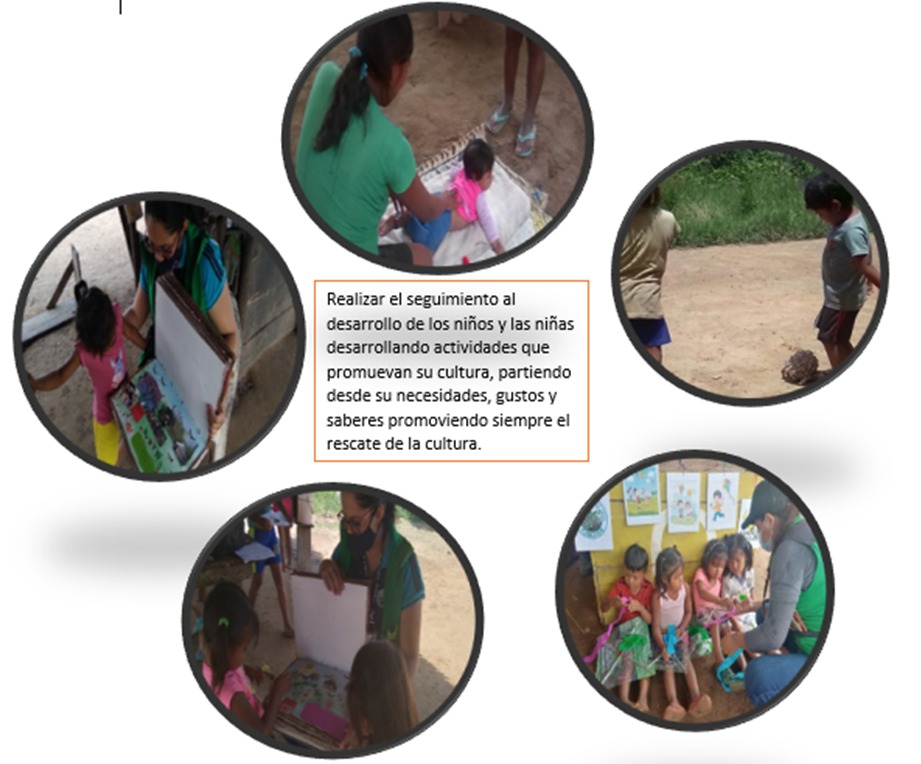 Realizar el seguimiento al
desarrollo de los niños y las niñas
desarrollando actividades que
promuevan su cultura, partiendo
desde su necesidades, gustos y
saberes promoviendo siempre el
rescate de la cultura.